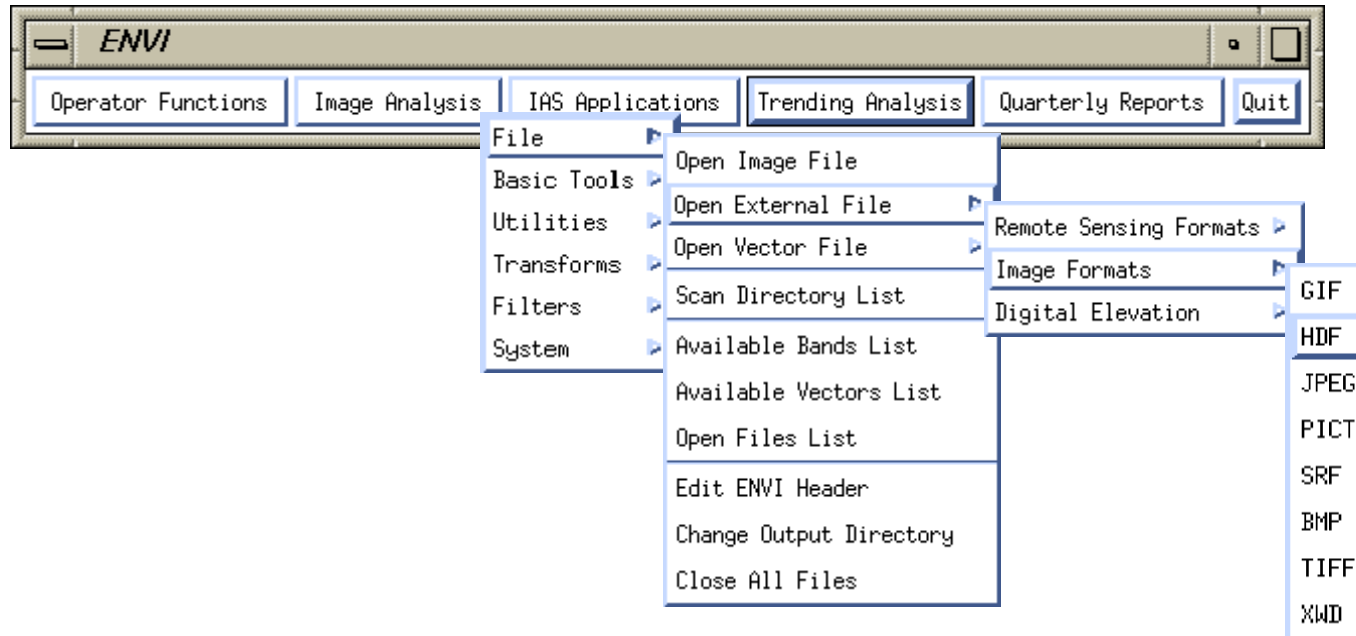 ENVI
Operator Functions
Image Analysis
IAS Applications
Trending Analysis
Quarterly Reports
Quit
File
Basic Tools
Utilities
Transforms
Filters
System
Open Image File
Open External File
Open Vector File
Scan Directory List
Available Bands List
Available Vectors List
Open Files List
Edit ENVI Header
Change Output Directory
Close All Files
Remote Sensing Formats
Image Formats
Digital Elevation
GIF
HDF
JPEG
PICT
SRF
BMP
TIFF
XWD